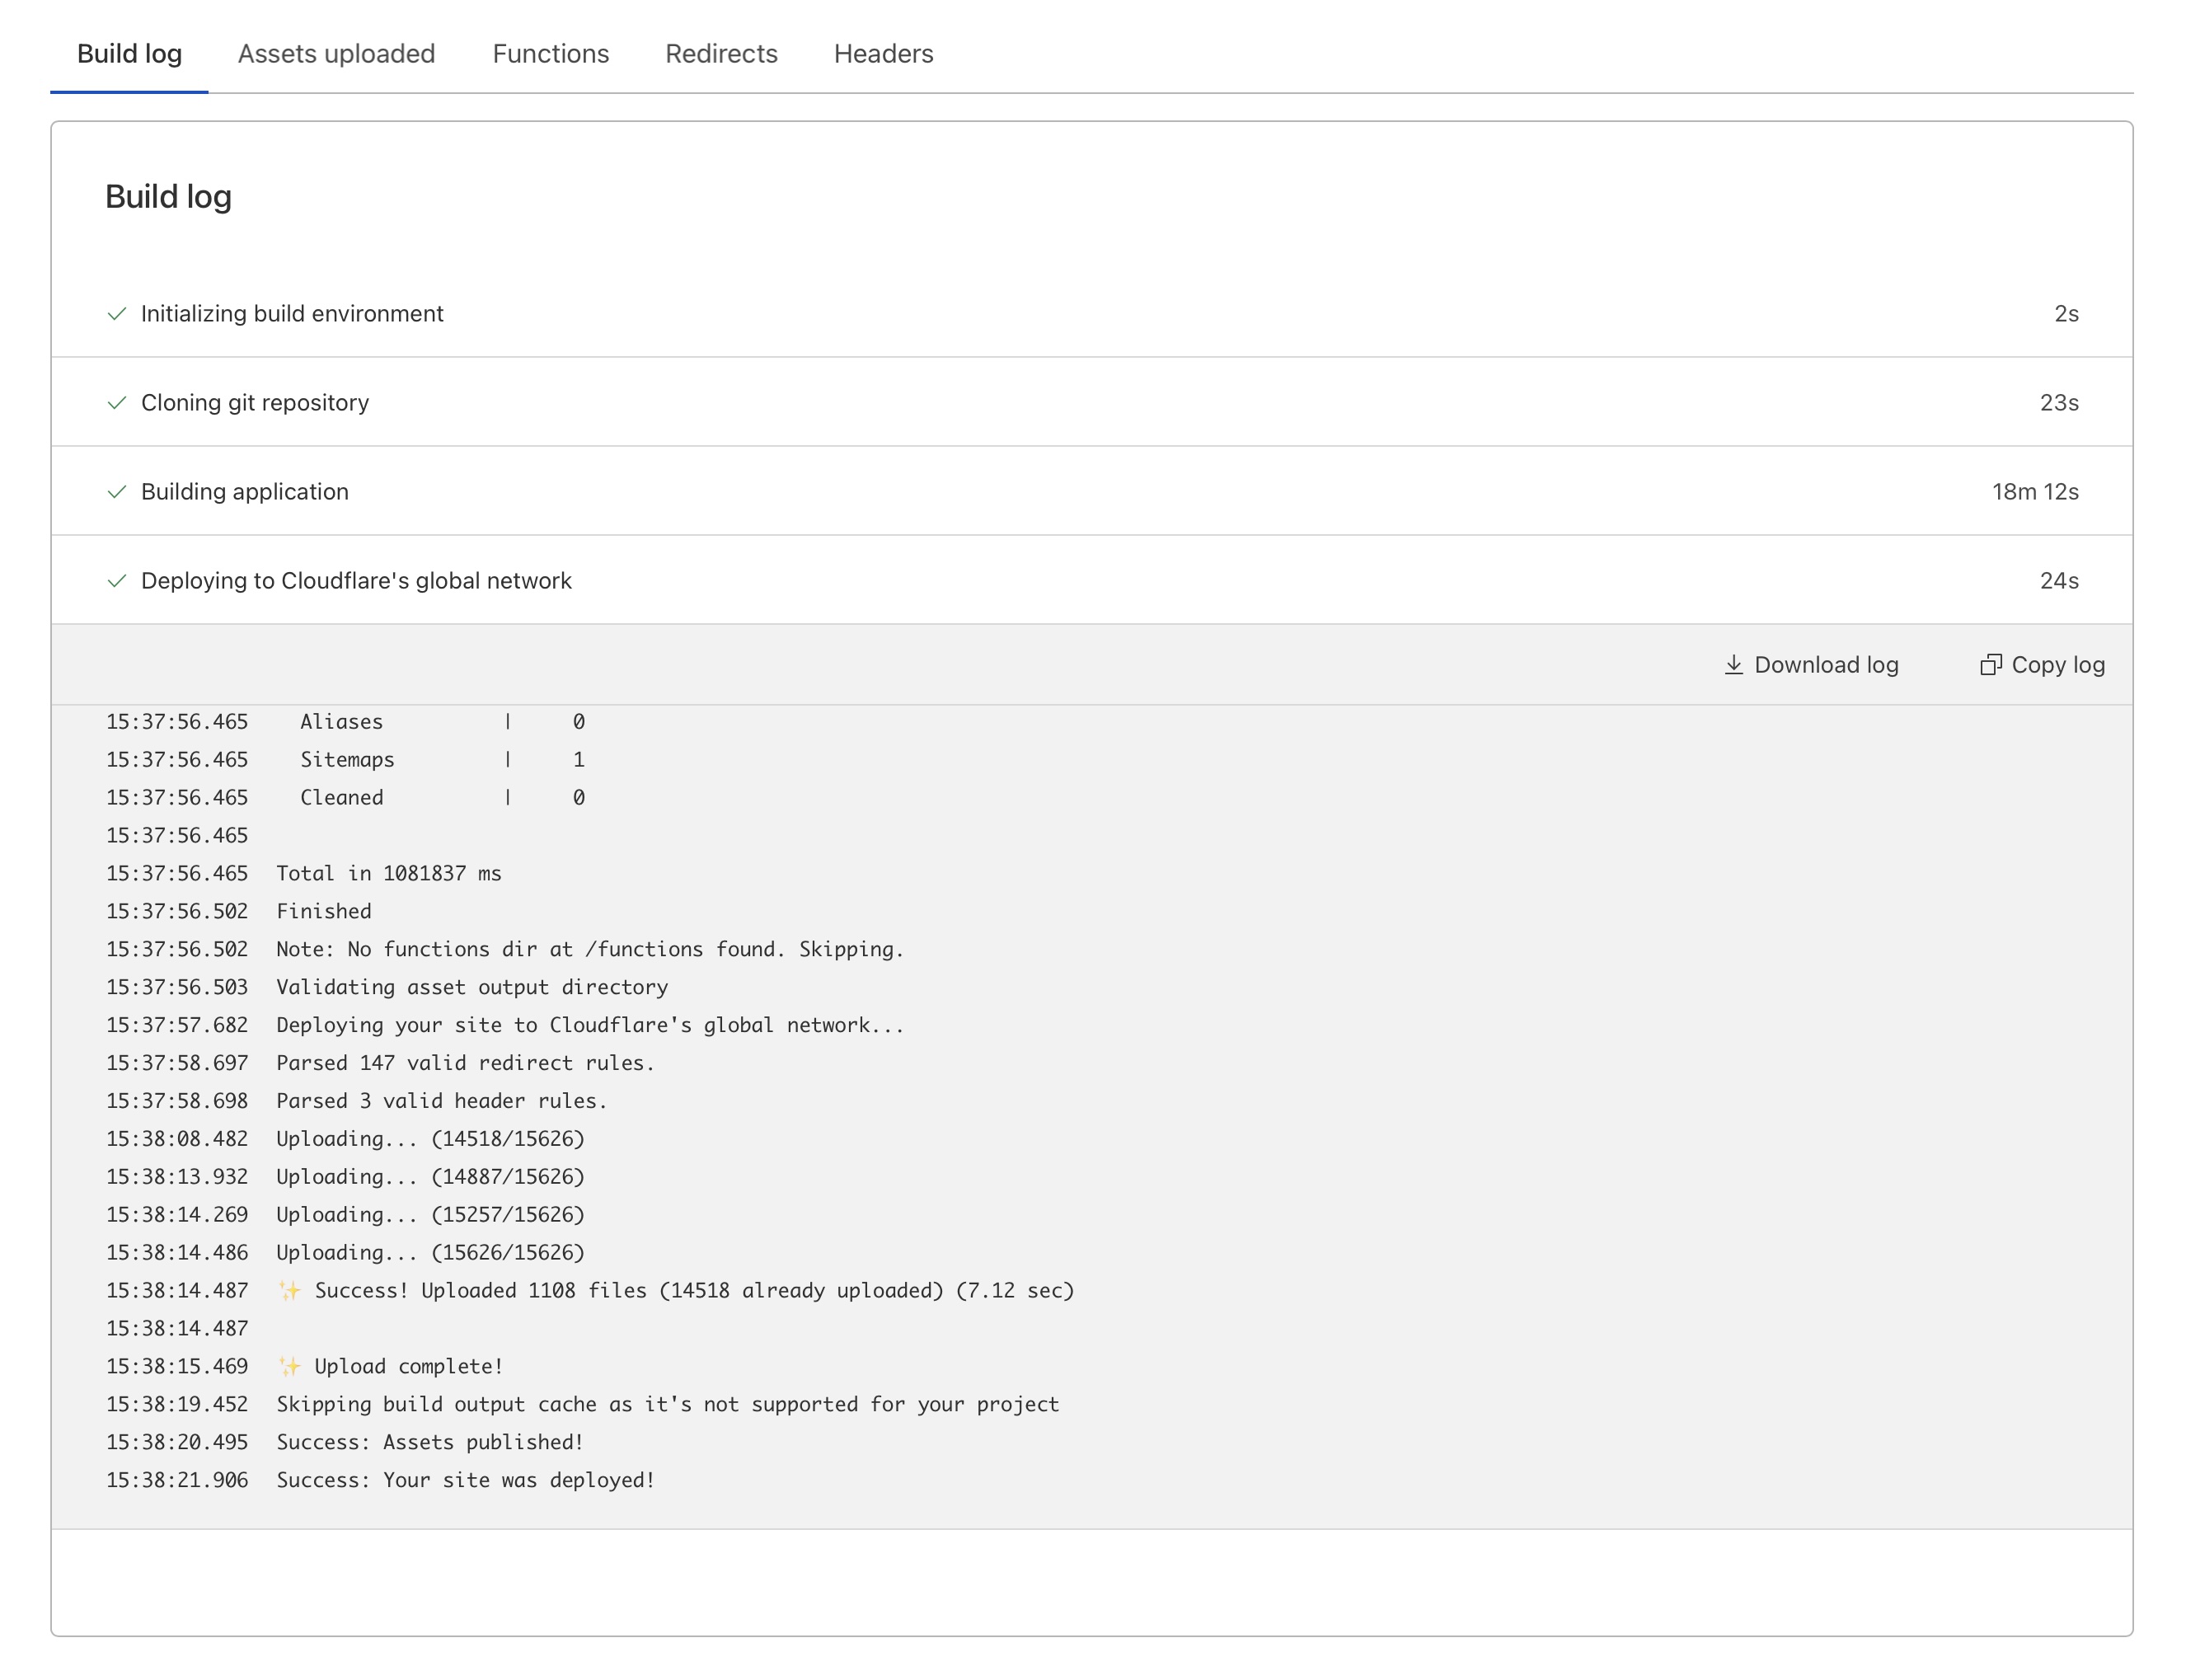 Build log Assets uploaded Functions Redirects Headers
Build log
Initializing build environment 2s
Cloning git repository 23s
Building application 18m 12s
Deploying to Cloudflare's global network 24s
Download log Copy log
15:37:56.465 Aliases | 0
15:37:56.465 Sitemaps | 1
15:37:56.465 Cleaned | 0
15:37:56.465
15:37:56.465 Total in 1081837 ms
15:37:56.502 Finished
15:37:56.502 Note: No functions dir at /functions found. Skipping.
15:37:56.503 Validating asset output directory
15:37:57.682 Deploying your site to Cloudflare's global network...
15:37:58.697 Parsed 147 valid redirect rules.
15:37:58.698 Parsed 3 valid header rules.
15:38:08.482 Uploading... (14518/15626)
15:38:13.932 Uploading... (14887/15626)
15:38:14.269 Uploading... (15257/15626)
15:38:14.486 Uploading... (15626/15626)
15:38:14.487 ✨ Success! Uploaded 1108 files (14518 already uploaded) (7.12 sec)
15:38:14.487
15:38:15.469 ✨ Upload complete!
15:38:19.452 Skipping build output cache as it's not supported for your project
15:38:20.495 Success: Assets published!
15:38:21.906 Success: Your site was deployed!